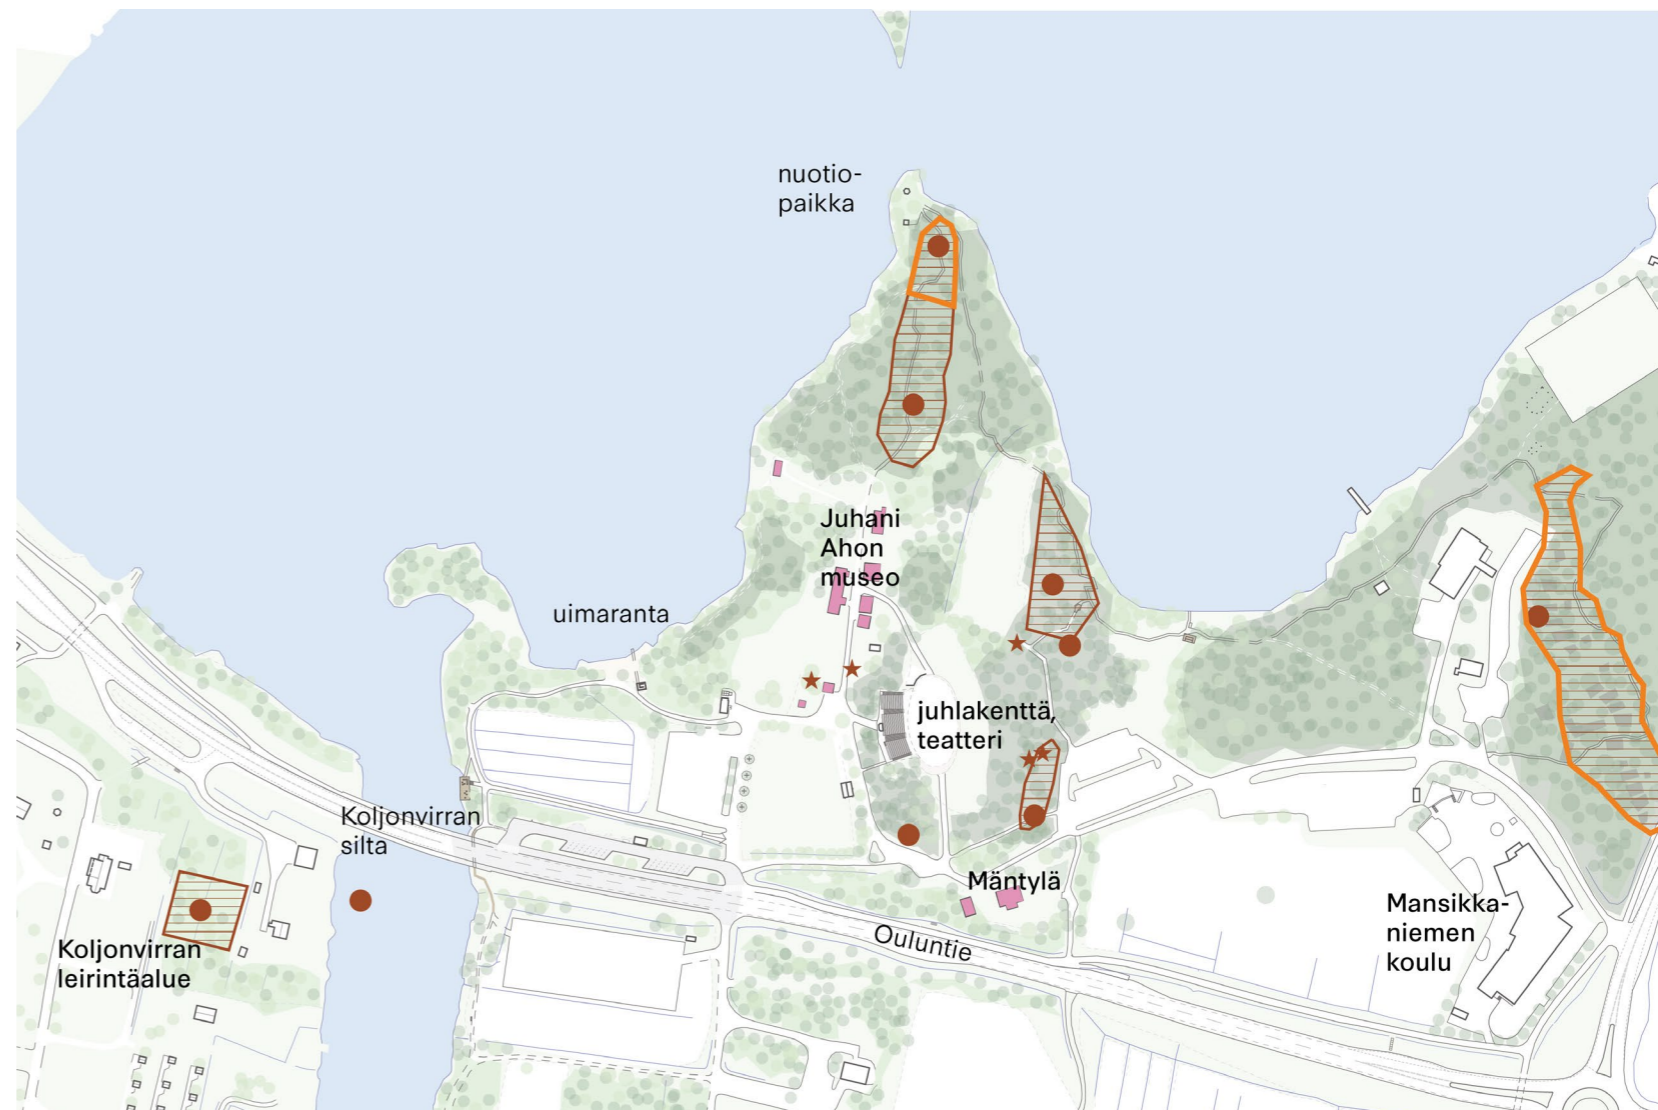 nuotio-
paikka
Juhani
Ahon
museo
uimaranta
juhlakenttä,
teatteri
Koljonvirran
silta
Mäntylä
Mansikka-
niemen
koulu
Ouluntie
Koljonvirran
leirintäalue